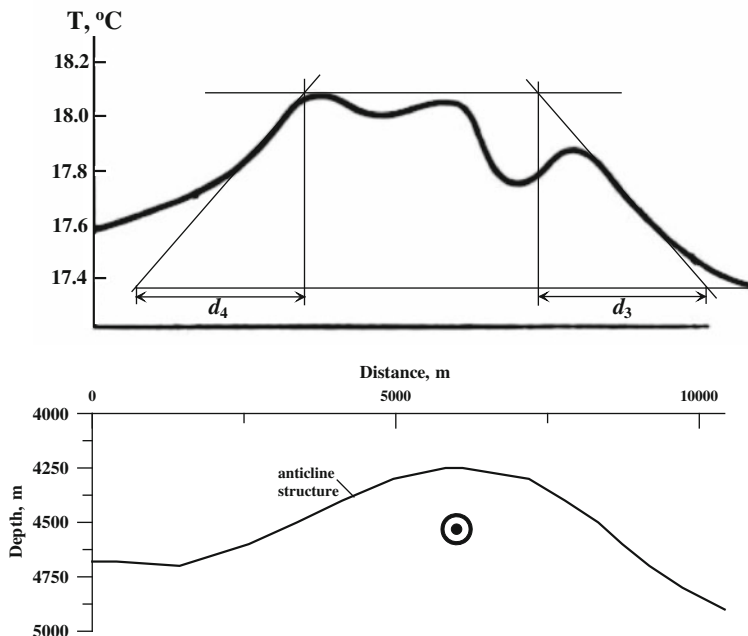 T, ºC
18.2
18.0
17.8
17.6
17.4
d4
d3
Distance, m
0
5000
10000
4000
4250
4500
4750
5000
Depth, m
anticline
structure